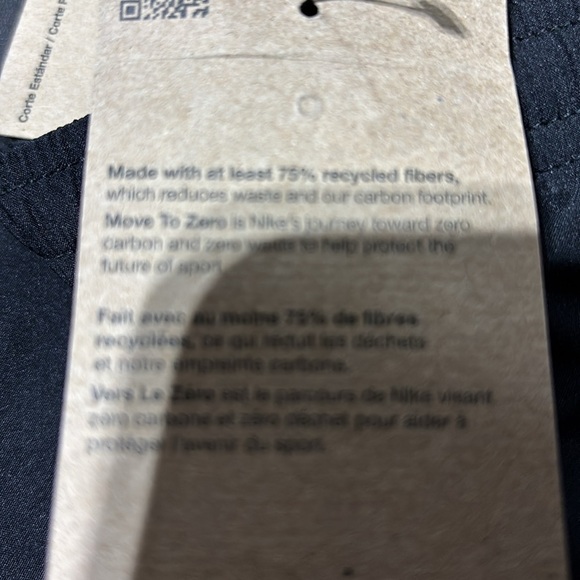 Corte Estándar / Corte
Made with at least 75% recycled fibers,
which reduces waste and our carbon footprint.
Move To Zero is Nike's journey toward zero
carbon and zero waste to help protect the
future of sport.
Fait avec au moins 75% de fibres
recyclées, ce qui réduit les déchets
et notre empreinte carbone.
Vers Le Zéro est le parcours de Nike visant
zéro carbone et zéro déchet pour aider à
protéger l'avenir du sport.